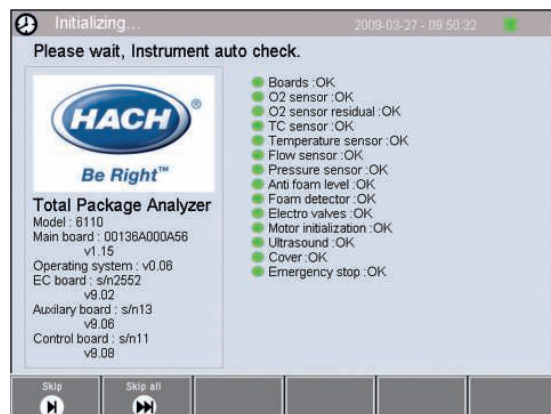 Initializing...
2009-03-27 - 09:50:32
Please wait, Instrument auto check.
HACH®
Be Right™
Total Package Analyzer
Model : 6110
Main board : 00136A000A56
v1.15
Operating system : v0.06
EC board : s/n2552
v9.02
Auxilary board : s/n13
v9.06
Control board : s/n11
v9.08
Boards :OK
O2 sensor :OK
O2 sensor residual :OK
TC sensor :OK
Temperature sensor :OK
Flow sensor :OK
Pressure sensor :OK
Anti foam level :OK
Foam detector :OK
Electro valves :OK
Motor initialization :OK
Ultrasound :OK
Cover :OK
Emergency stop :OK
Skip
Skip all